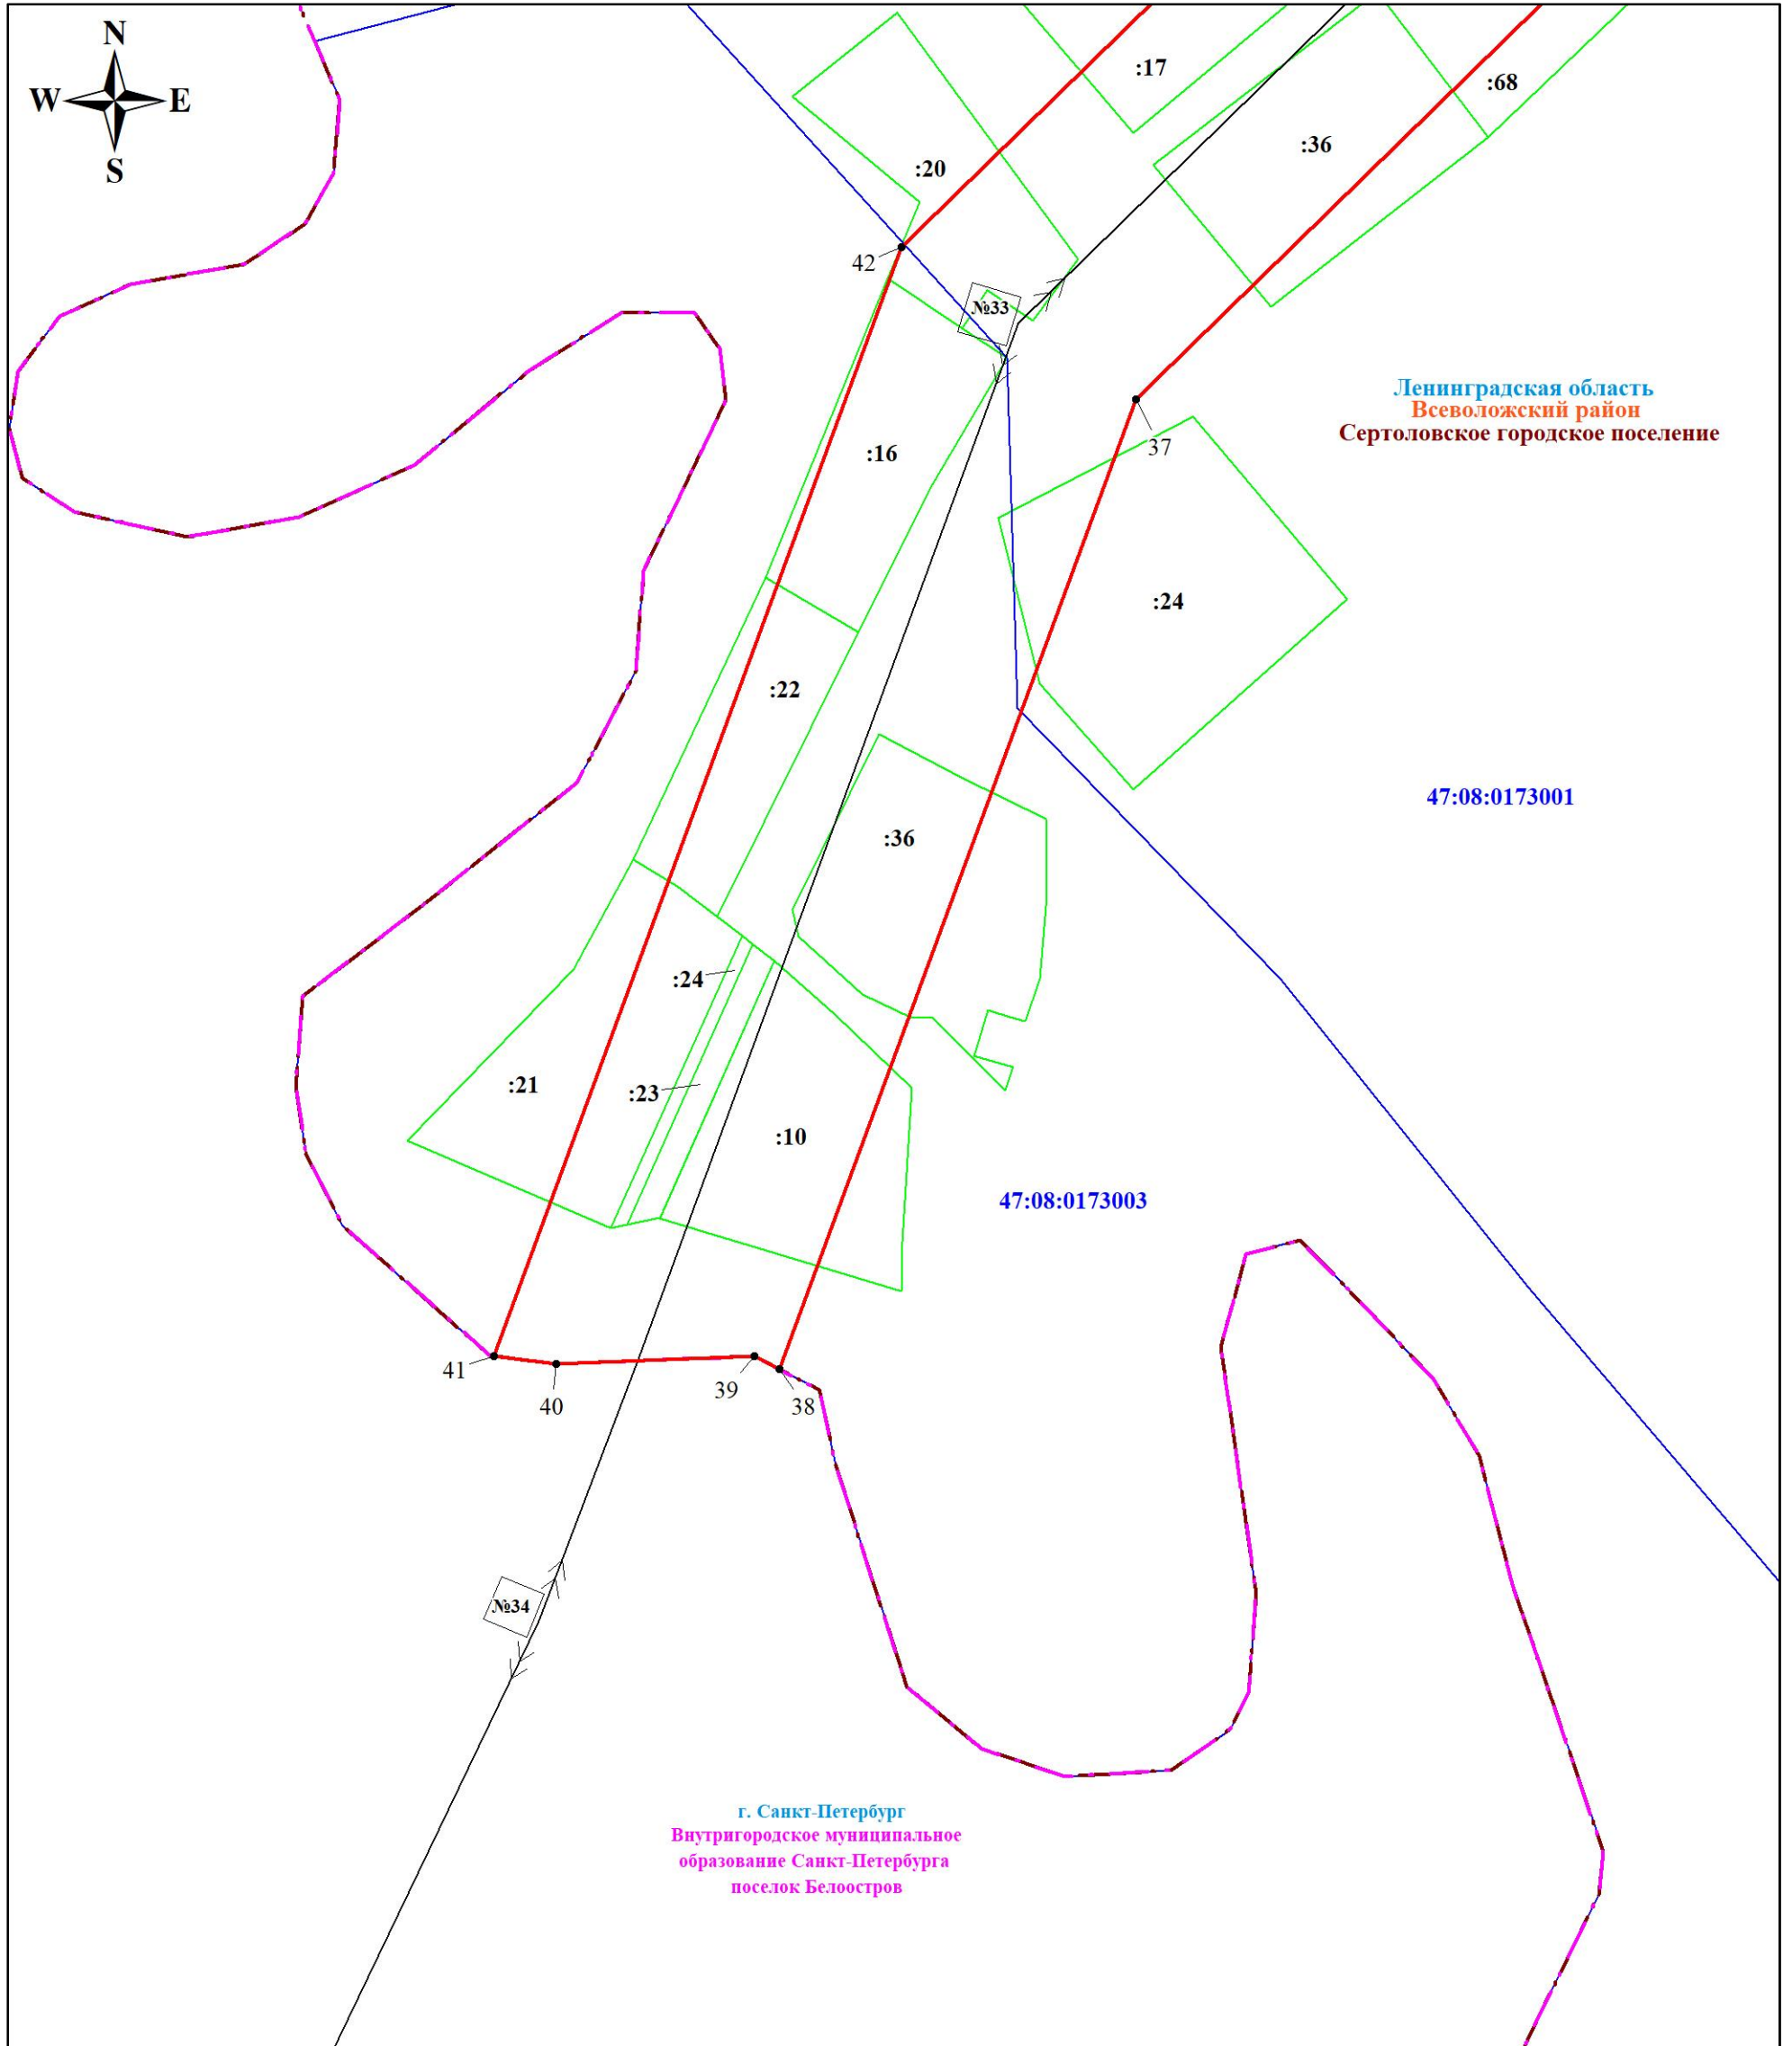 N
W
E
S
:17
:68
:36
:20
42
№33
Ленинградская область
Всеволожский район
Сертоловское городское поселение
37
:16
:24
:22
47:08:0173001
:36
:24
:21
:23
:10
47:08:0173003
41
40
39
38
№34
г. Санкт-Петербург
Внутригородское муниципальное
образование Санкт-Петербурга
поселок Белоостров